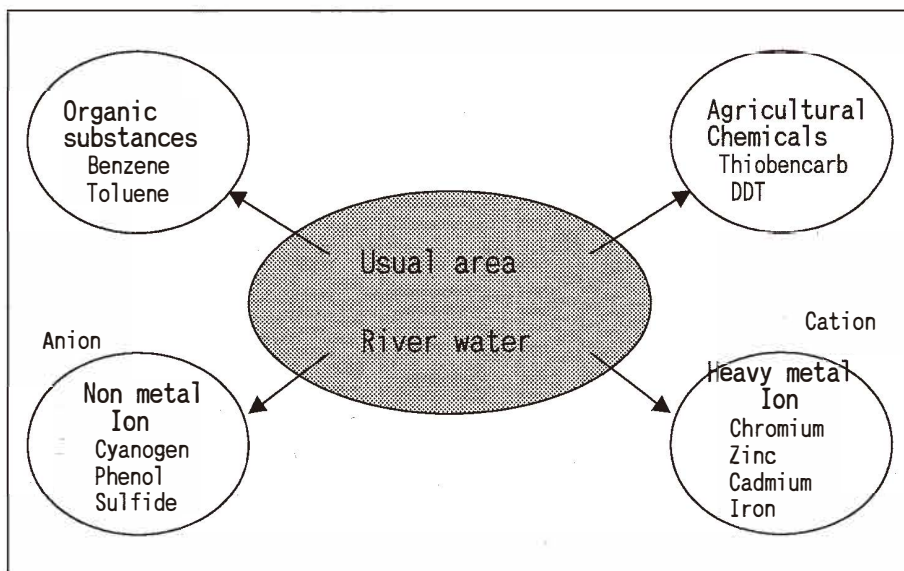 Organic
substances
Benzene
Toluene
Agricultural
Chemicals
Thiobencarb
DDT
Usual area
River water
Anion
Non metal
Ion
Cyanogen
Phenol
Sulfide
Cation
Heavy metal
Ion
Chromium
Zinc
Cadmium
Iron